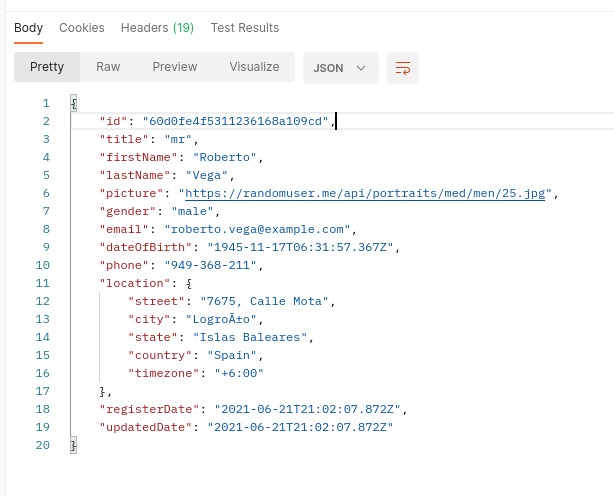 Body Cookies Headers (19) Test Results
Pretty Raw Preview Visualize JSON
1 {
2 "id": "60d0fe4f5311236168a109cd",
3 "title": "mr",
4 "firstName": "Roberto",
5 "lastName": "Vega",
6 "picture": "https://randomuser.me/api/portraits/med/men/25.jpg",
7 "gender": "male",
8 "email": "roberto.vega@example.com",
9 "dateOfBirth": "1945-11-17T06:31:57.367Z",
10 "phone": "949-368-211",
11 "location": {
12 "street": "7675, Calle Mota",
13 "city": "LogroÃ±o",
14 "state": "Islas Baleares",
15 "country": "Spain",
16 "timezone": "+6:00"
17 },
18 "registerDate": "2021-06-21T21:02:07.872Z",
19 "updatedDate": "2021-06-21T21:02:07.872Z"
20 }